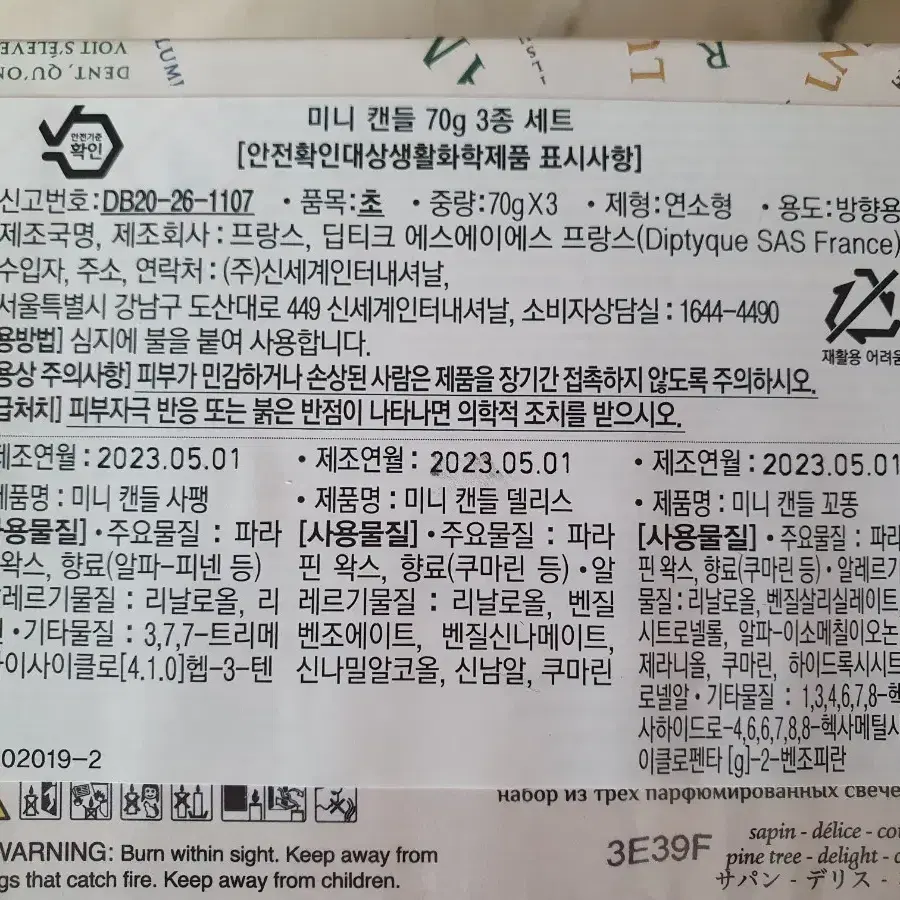 VOIT S'ÉLEVE
DENT, QU'ON
LUMI
안전기준
확인
미니 캔들 70g 3종 세트
[안전확인대상생활화학제품 표시사항]
신고번호:DB20-26-1107 • 품목:초 • 중량:70gX3 • 제형:연소형 • 용도:방향용
제조국명, 제조회사 : 프랑스, 딥티크 에스에이에스 프랑스(Diptyque SAS France)
수입자, 주소, 연락처 : (주)신세계인터내셔날,
서울특별시 강남구 도산대로 449 신세계인터내셔날, 소비자상담실 : 1644-4490
용방법] 심지에 불을 붙여 사용합니다.
재활용 어려움
용상 주의사항] 피부가 민감하거나 손상된 사람은 제품을 장기간 접촉하지 않도록 주의하시오.
급처치] 피부자극 반응 또는 붉은 반점이 나타나면 의학적 조치를 받으시오.
제조연월 : 2023.05.01
제품명 : 미니 캔들 사팽
사용물질] • 주요물질 : 파라
왁스, 향료(알파-피넨 등)
알레르기물질 : 리날로올, 리
• 기타물질 : 3,7,7-트리메
사이클로[4.1.0]헵-3-텐
• 제조연월 : 2023.05.01
• 제품명 : 미니 캔들 델리스
[사용물질] • 주요물질 : 파라
핀 왁스, 향료(쿠마린 등) • 알
레르기물질 : 리날로올, 벤질
벤조에이트, 벤질신나메이트,
신나밀알코올, 신남알, 쿠마린
• 제조연월 : 2023.05.01
• 제품명 : 미니 캔들 꼬똥
[사용물질] • 주요물질 : 파라
핀 왁스, 향료(쿠마린 등) • 알레르기
물질 : 리날로올, 벤질살리실레이트
시트로넬롤, 알파-이소메칠이오논
제라니올, 쿠마린, 하이드록시시트
로넬알 • 기타물질 : 1,3,4,6,7,8-헥
사하이드로-4,6,6,7,8,8-헥사메틸시
이클로펜타 [g]-2-벤조피란
02019-2
набор из трех парфюмированных свече
WARNING: Burn within sight. Keep away from
gs that catch fire. Keep away from children.
3E39F
sapin - délice - co
pine tree - delight - c
サパン - デリス -